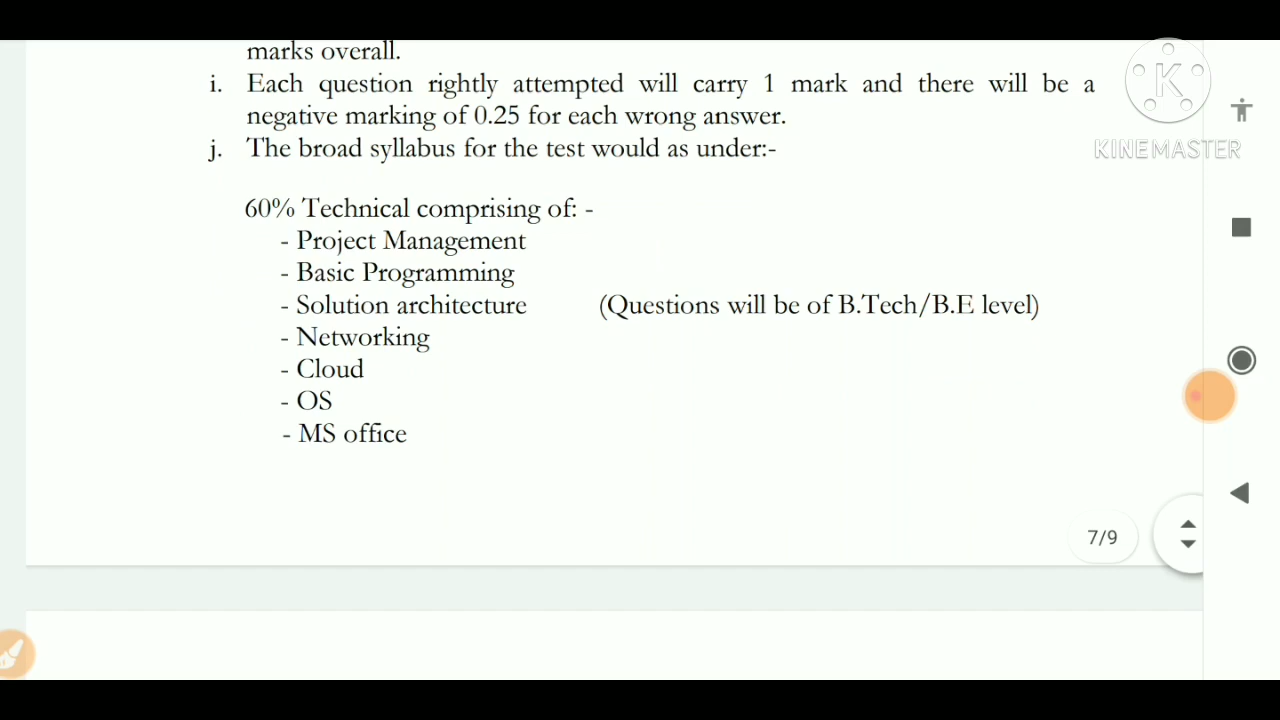 marks overall.
i. Each question rightly attempted will carry 1 mark and there will be a
negative marking of 0.25 for each wrong answer.
j. The broad syllabus for the test would as under:-
60% Technical comprising of: -
- Project Management
- Basic Programming
- Solution architecture (Questions will be of B.Tech/B.E level)
- Networking
- Cloud
- OS
- MS office
7/9
K
KINEMASTER